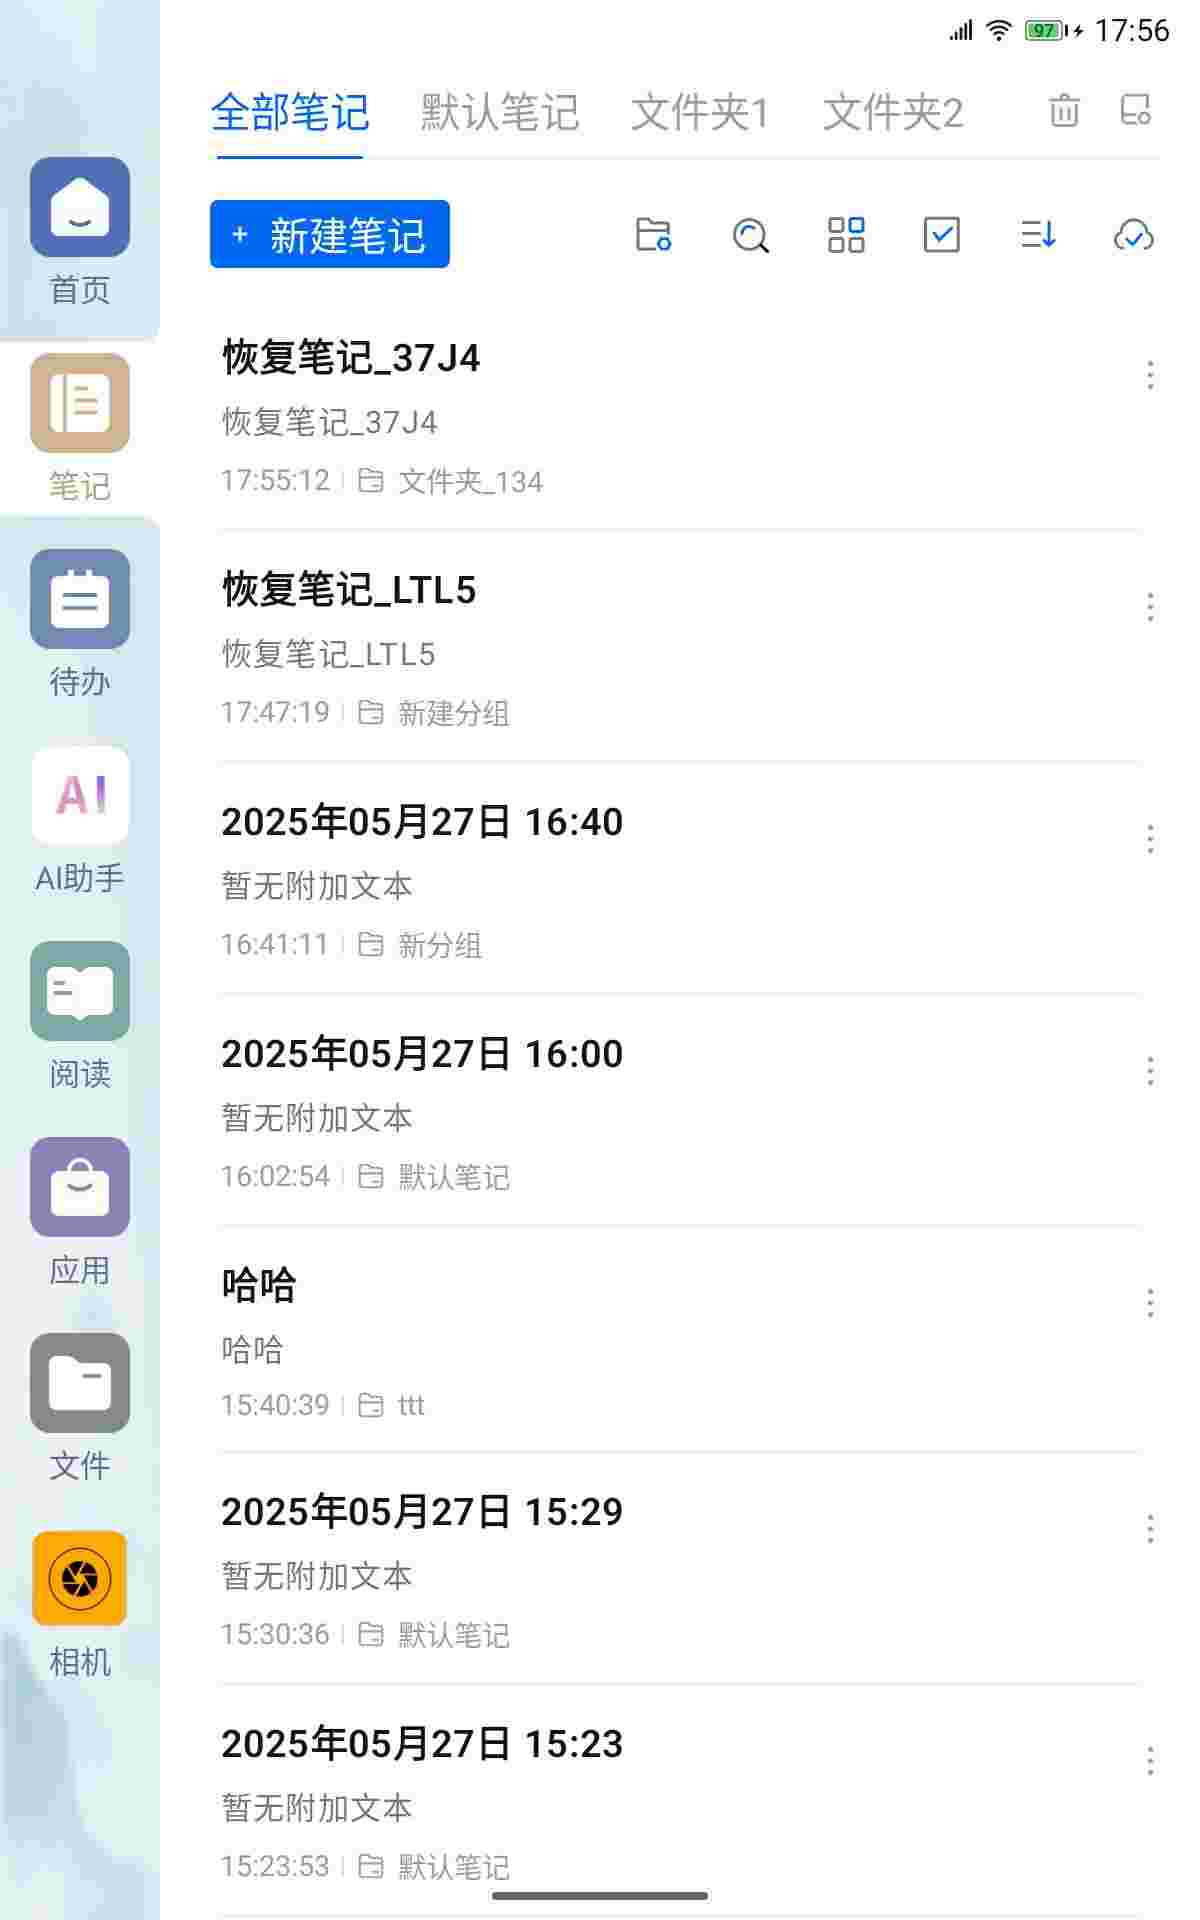 97 17:56
全部笔记 默认笔记 文件夹1 文件夹2
+ 新建笔记
首页
笔记
待办
AI
AI助手
阅读
应用
文件
相机
恢复笔记_37J4
恢复笔记_37J4
17:55:12 文件夹_134
恢复笔记_LTL5
恢复笔记_LTL5
17:47:19 新建分组
2025年05月27日 16:40
暂无附加文本
16:41:11 新分组
2025年05月27日 16:00
暂无附加文本
16:02:54 默认笔记
哈哈
哈哈
15:40:39 ttt
2025年05月27日 15:29
暂无附加文本
15:30:36 默认笔记
2025年05月27日 15:23
暂无附加文本
15:23:53 默认笔记